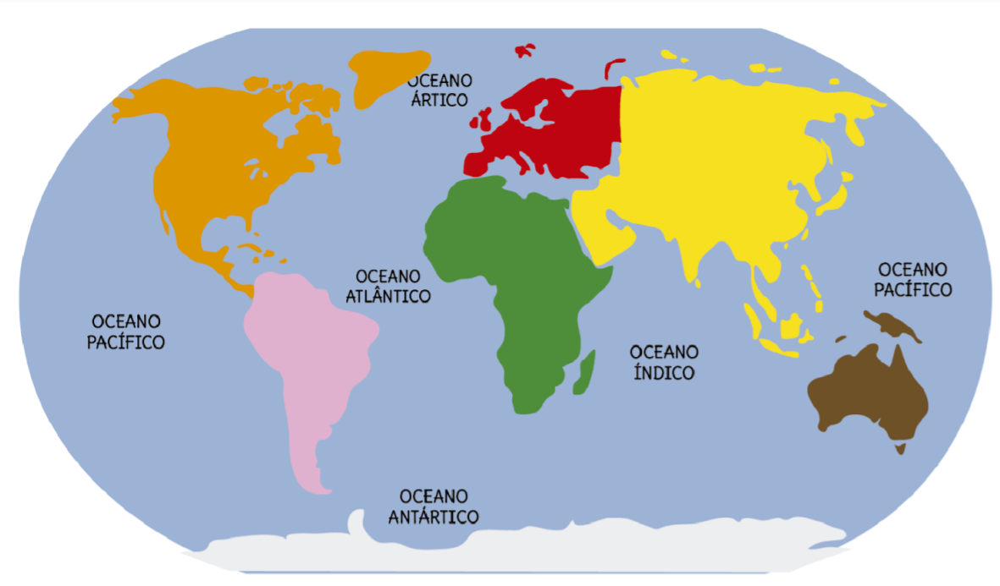 OCEANO
ÁRTICO
OCEANO
ATLÂNTICO
OCEANO
PACÍFICO
OCEANO
PACÍFICO
OCEANO
ÍNDICO
OCEANO
ANTÁRTICO